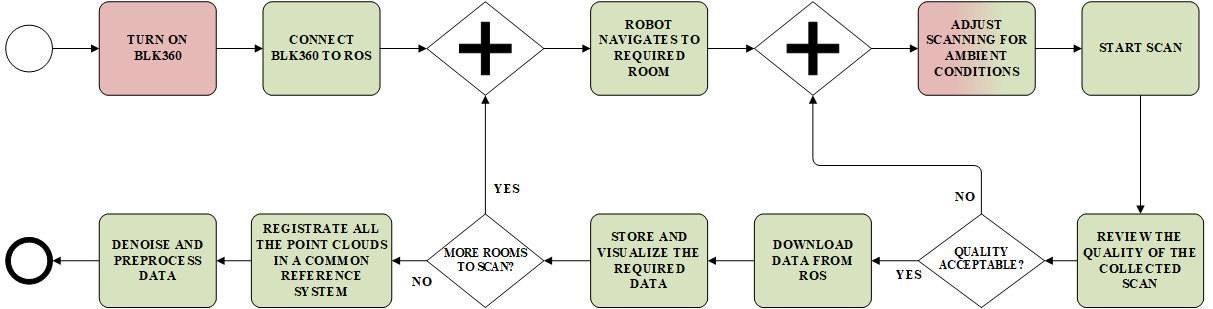 TURN ON
BLK360
CONNECT
BLK360 TO ROS
ROBOT
NAVIGATES TO
REQUIRED
ROOM
ADJUST
SCANNING FOR
AMBIENT
CONDITIONS
START SCAN
YES
NO
DENOISE AND
PREPROCESS
DATA
REGISTRATE ALL
THE POINT CLOUDS
IN A COMMON
REFERENCE
SYSTEM
NO
MORE ROOMS
TO SCAN?
STORE AND
VISUALIZE THE
REQUIRED
DATA
DOWNLOAD
DATA FROM
ROS
YES
QUALITY
ACCEPTABLE?
REVIEW THE
QUALITY OF THE
COLLECTED
SCAN